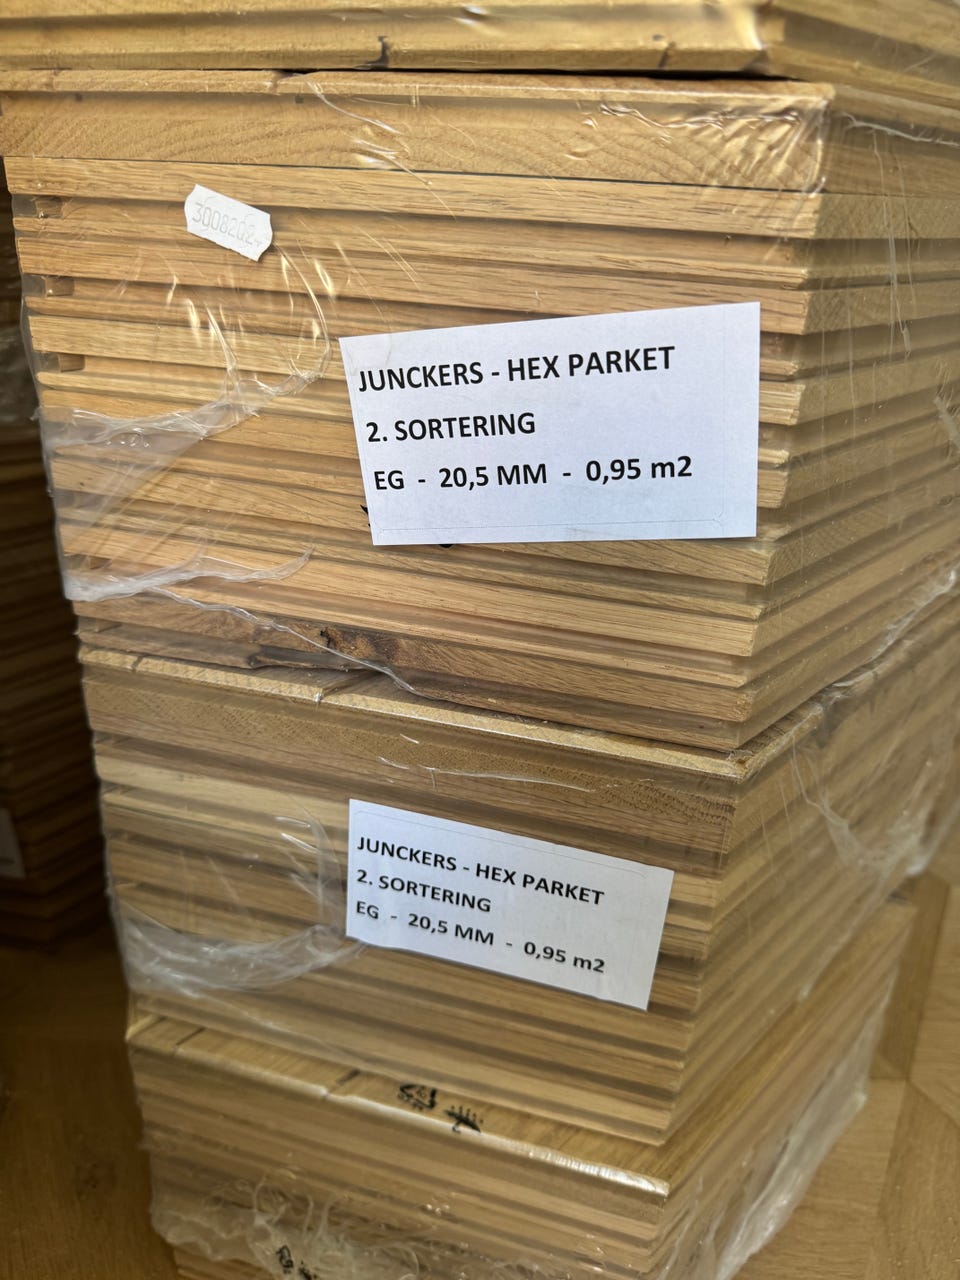 30082024
JUNCKERS - HEX PARKET
2. SORTERING
EG - 20,5 MM - 0,95 m2
JUNCKERS - HEX PARKET
2. SORTERING
EG - 20,5 MM - 0,95 m2